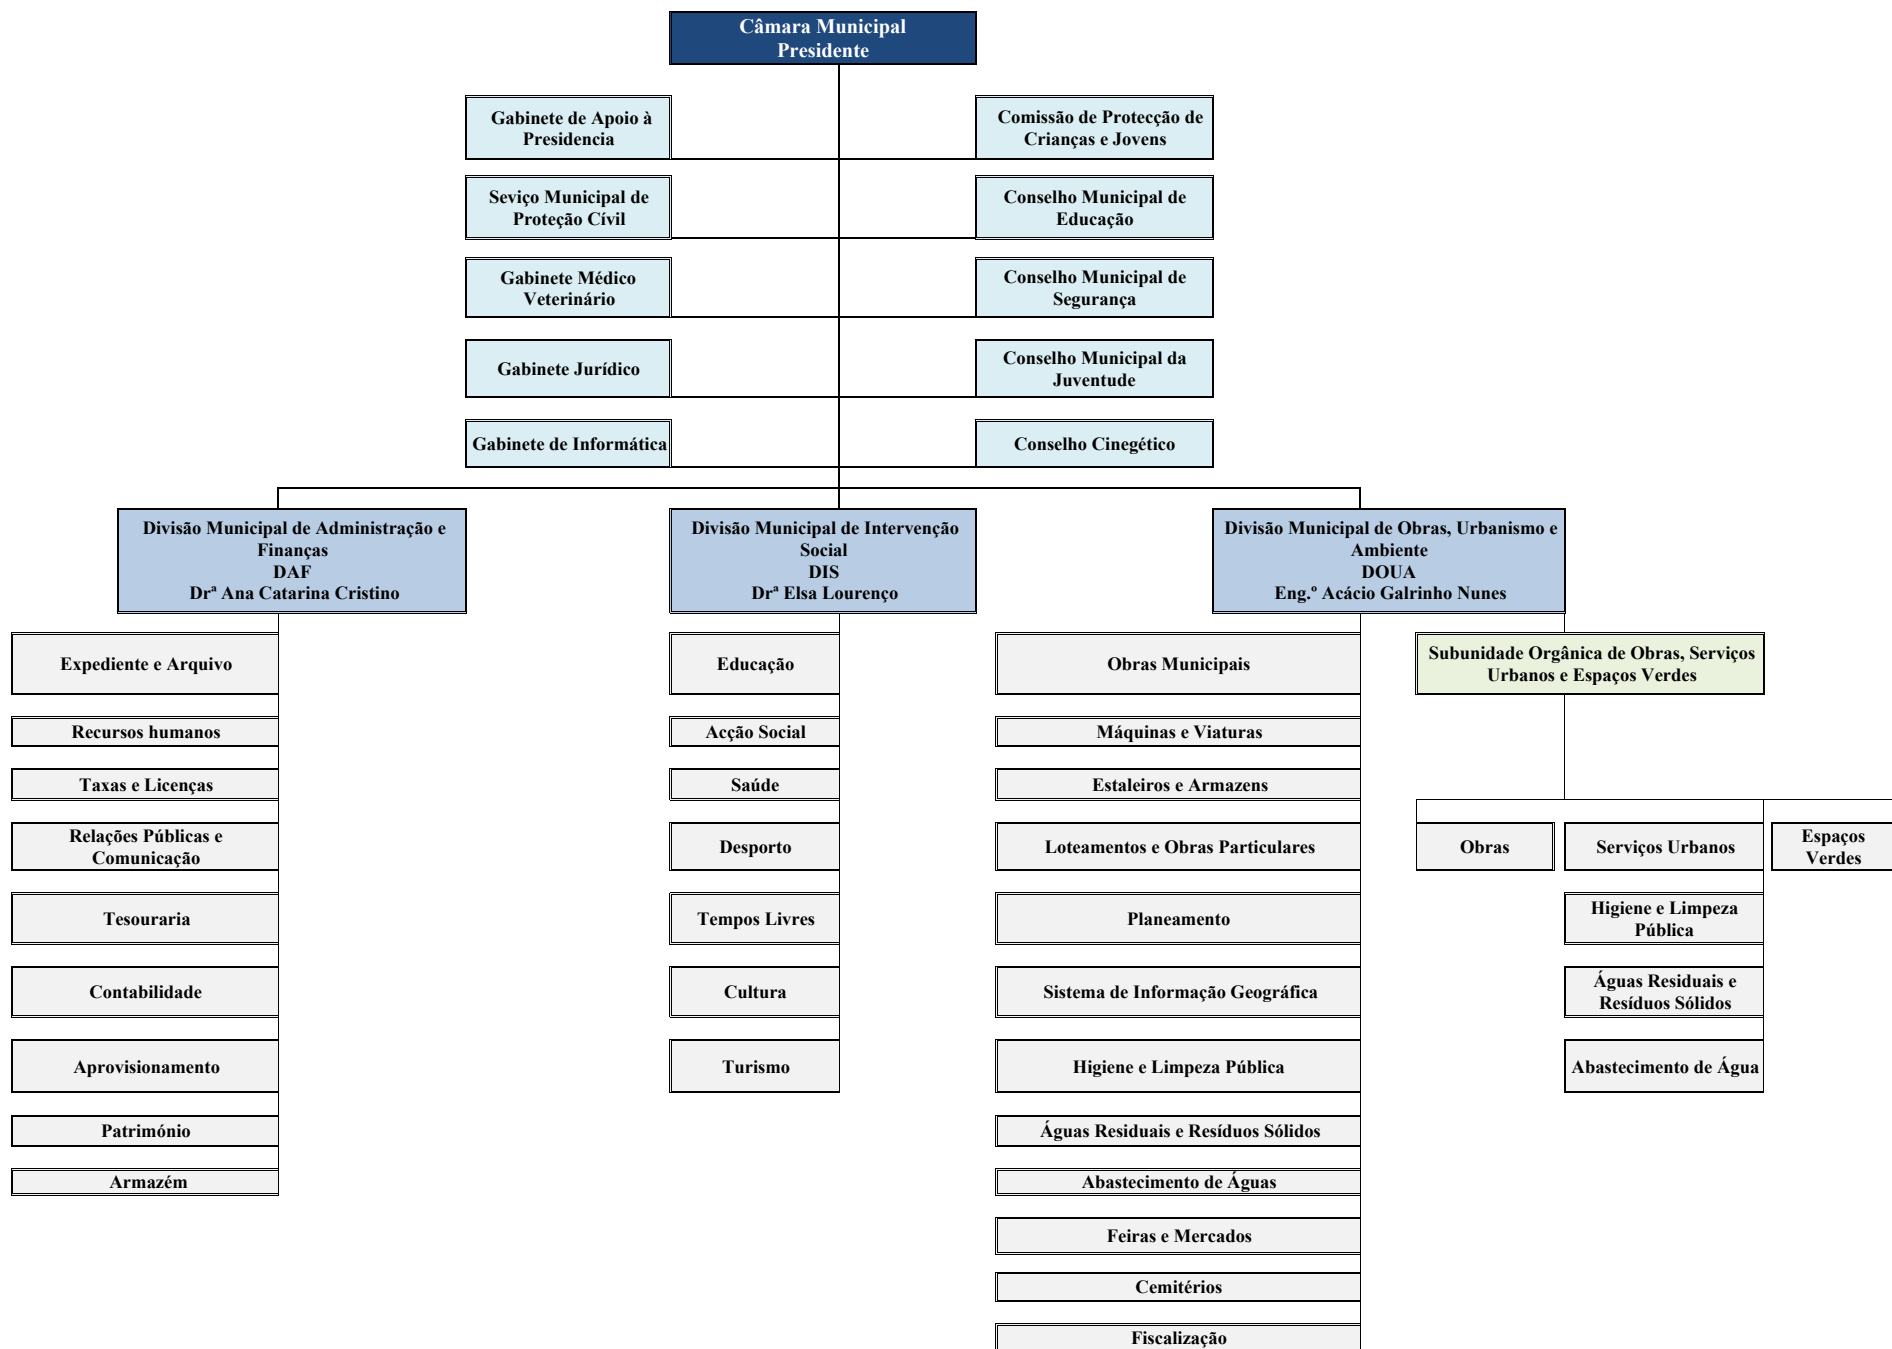 Câmara Municipal
Presidente
Gabinete de Apoio à
Presidencia
Comissão de Protecção de
Crianças e Jovens
Seviço Municipal de
Proteção Cívil
Conselho Municipal de
Educação
Gabinete Médico
Veterinário
Conselho Municipal de
Segurança
Gabinete Jurídico
Conselho Municipal da
Juventude
Gabinete de Informática
Conselho Cinegético
Divisão Municipal de Administração e
Finanças
DAF
Drª Ana Catarina Cristino
Divisão Municipal de Intervenção
Social
DIS
Drª Elsa Lourenço
Divisão Municipal de Obras, Urbanismo e
Ambiente
DOUA
Eng.º Acácio Galrinho Nunes
Expediente e Arquivo
Recursos humanos
Taxas e Licenças
Relações Públicas e
Comunicação
Tesouraria
Contabilidade
Aprovisionamento
Património
Armazém
Educação
Acção Social
Saúde
Desporto
Tempos Livres
Cultura
Turismo
Obras Municipais
Máquinas e Viaturas
Estaleiros e Armazens
Loteamentos e Obras Particulares
Planeamento
Sistema de Informação Geográfica
Higiene e Limpeza Pública
Águas Residuais e Resíduos Sólidos
Abastecimento de Águas
Feiras e Mercados
Cemitérios
Fiscalização
Subunidade Orgânica de Obras, Serviços
Urbanos e Espaços Verdes
Obras
Serviços Urbanos
Higiene e Limpeza
Pública
Águas Residuais e
Resíduos Sólidos
Abastecimento de Água
Espaços
Verdes